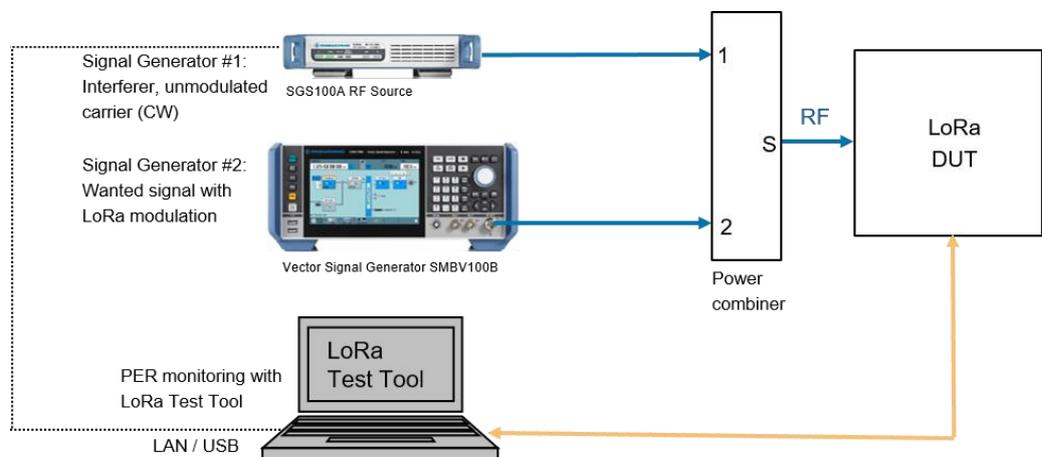 Signal Generator #1:
Interferer, unmodulated
carrier (CW)
SGS100A RF Source
Signal Generator #2:
Wanted signal with
LoRa modulation
Vector Signal Generator SMBV100B
1
2
S
Power
combiner
RF
LoRa
DUT
PER monitoring with
LoRa Test Tool
LoRa
Test Tool
LAN / USB